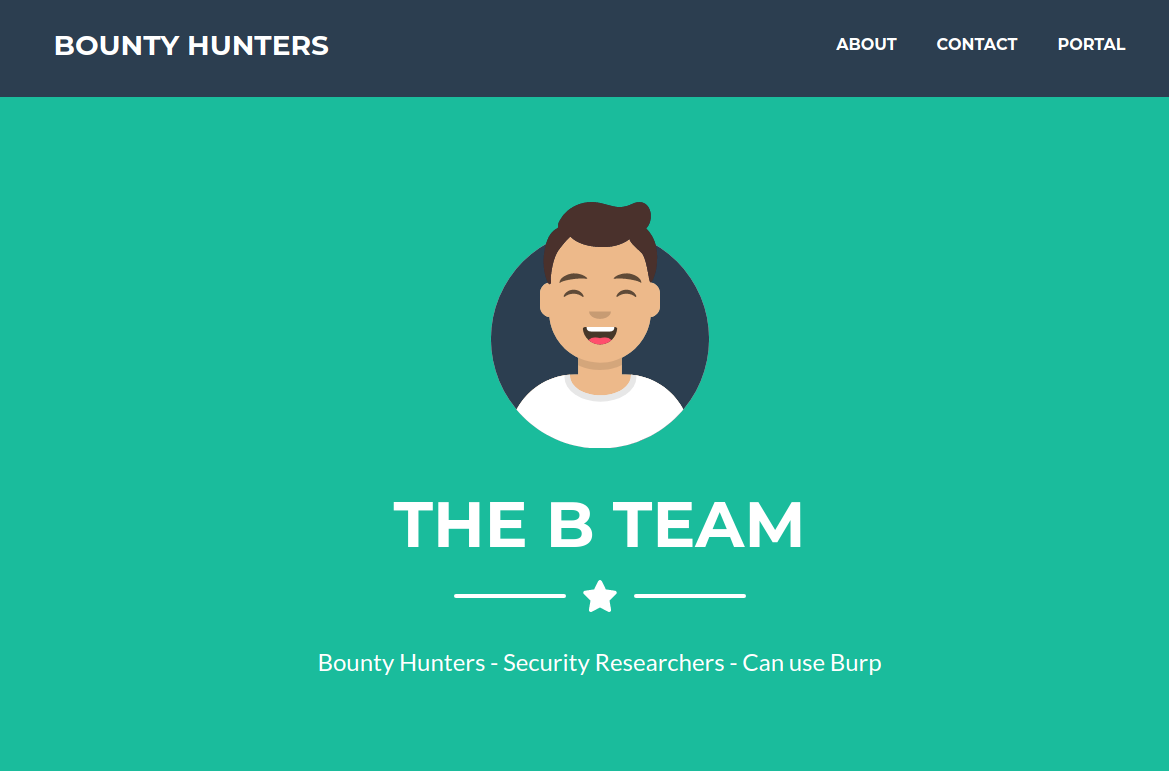 BOUNTY HUNTERS
ABOUT CONTACT PORTAL
THE B TEAM
Bounty Hunters - Security Researchers - Can use Burp